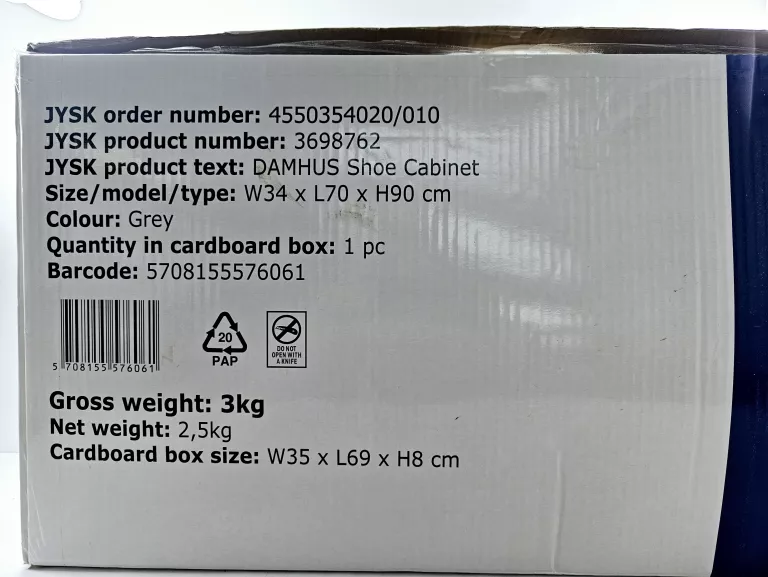 JYSK order number: 4550354020/010
JYSK product number: 3698762
JYSK product text: DAMHUS Shoe Cabinet
Size/model/type: W34 x L70 x H90 cm
Colour: Grey
Quantity in cardboard box: 1 pc
Barcode: 5708155576061
5 708155 576061
20
PAP
DO NOT
OPEN WITH
A KNIFE
Gross weight: 3kg
Net weight: 2,5kg
Cardboard box size: W35 x L69 x H8 cm